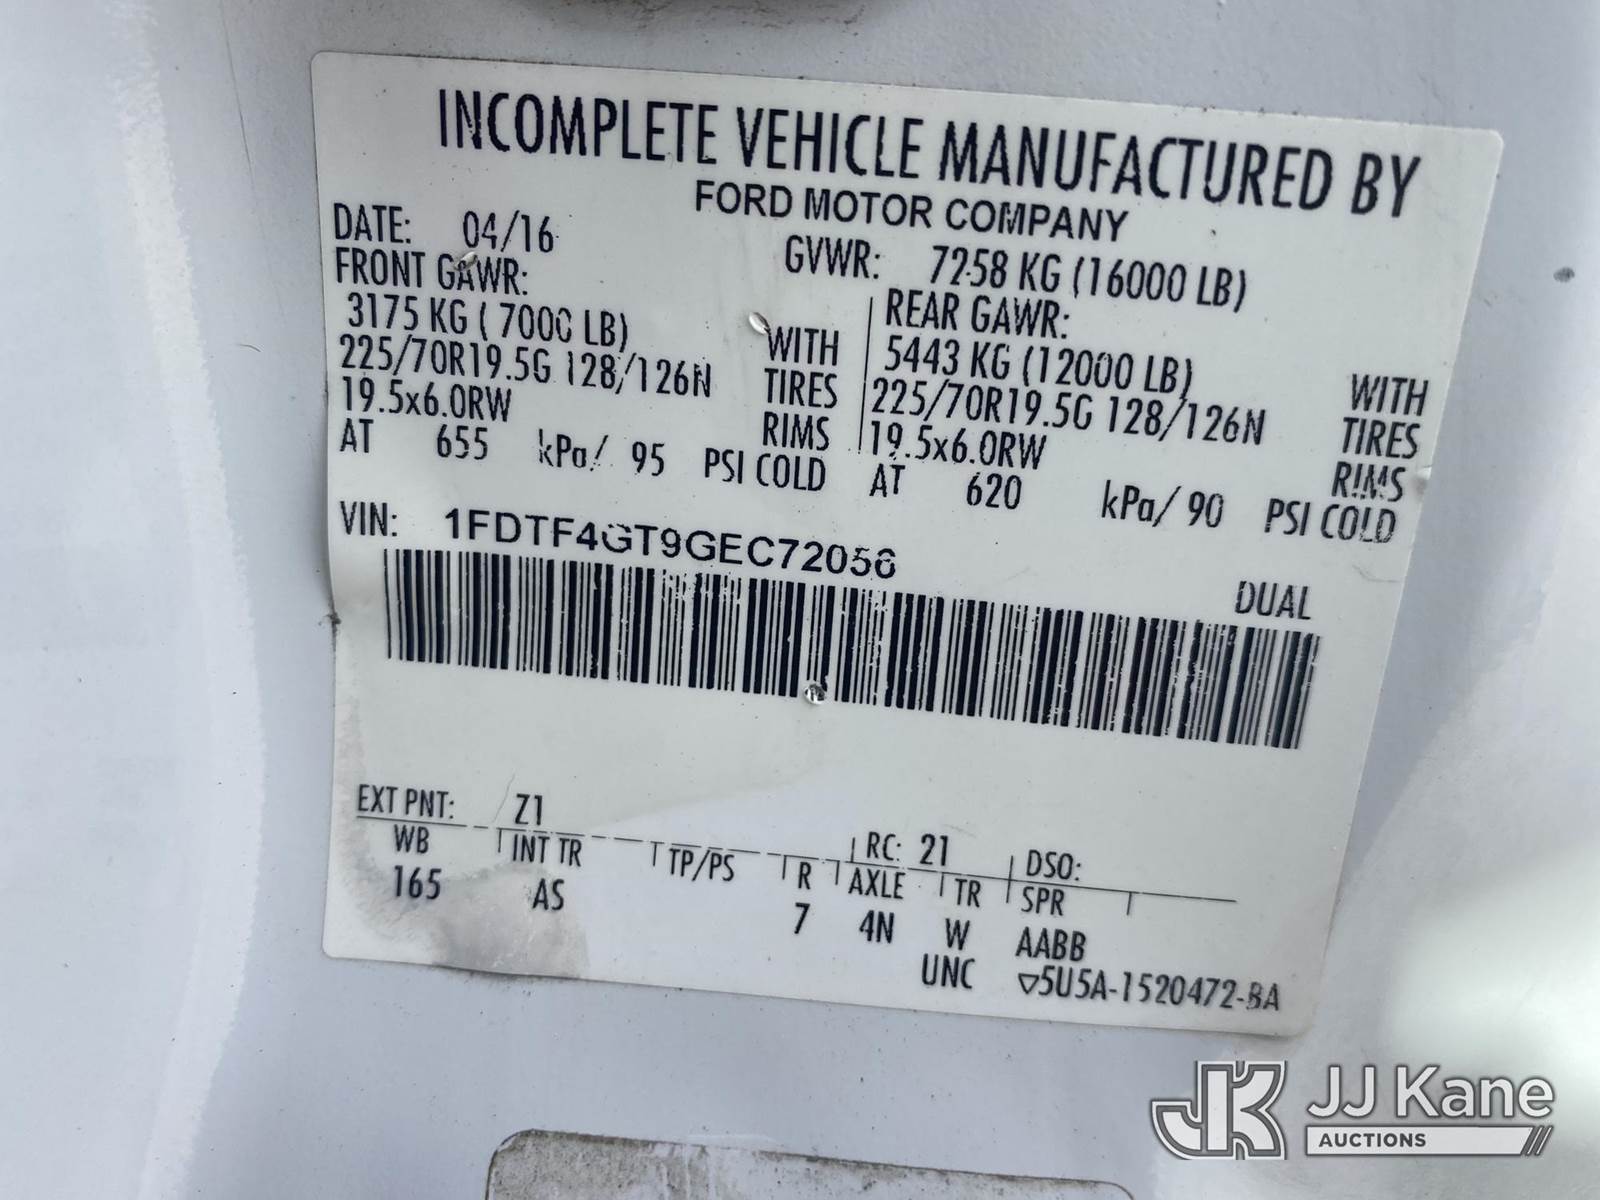 INCOMPLETE VEHICLE MANUFACTURED BY
FORD MOTOR COMPANY
DATE: 04/16
GVWR: 7258 KG (16000 LB)
FRONT GAWR:
3175 KG ( 7000 LB) WITH
225/70R19.5G 128/126N TIRES
19.5x6.0RW RIMS
AT 655 kPa/ 95 PSI COLD
REAR GAWR:
5443 KG (12000 LB) WITH
225/70R19.5G 128/126N TIRES
19.5x6.0RW RIMS
AT 620 kPa/ 90 PSI COLD
VIN: 1FDTF4GT9GEC72056
DUAL
EXT PNT: Z1 RC: 21 DSO:
WB INT TR TP/PS R AXLE TR SPR
165 AS 7 4N W AABB
UNC ▽5U5A-1520472-BA
JJ Kane
AUCTIONS